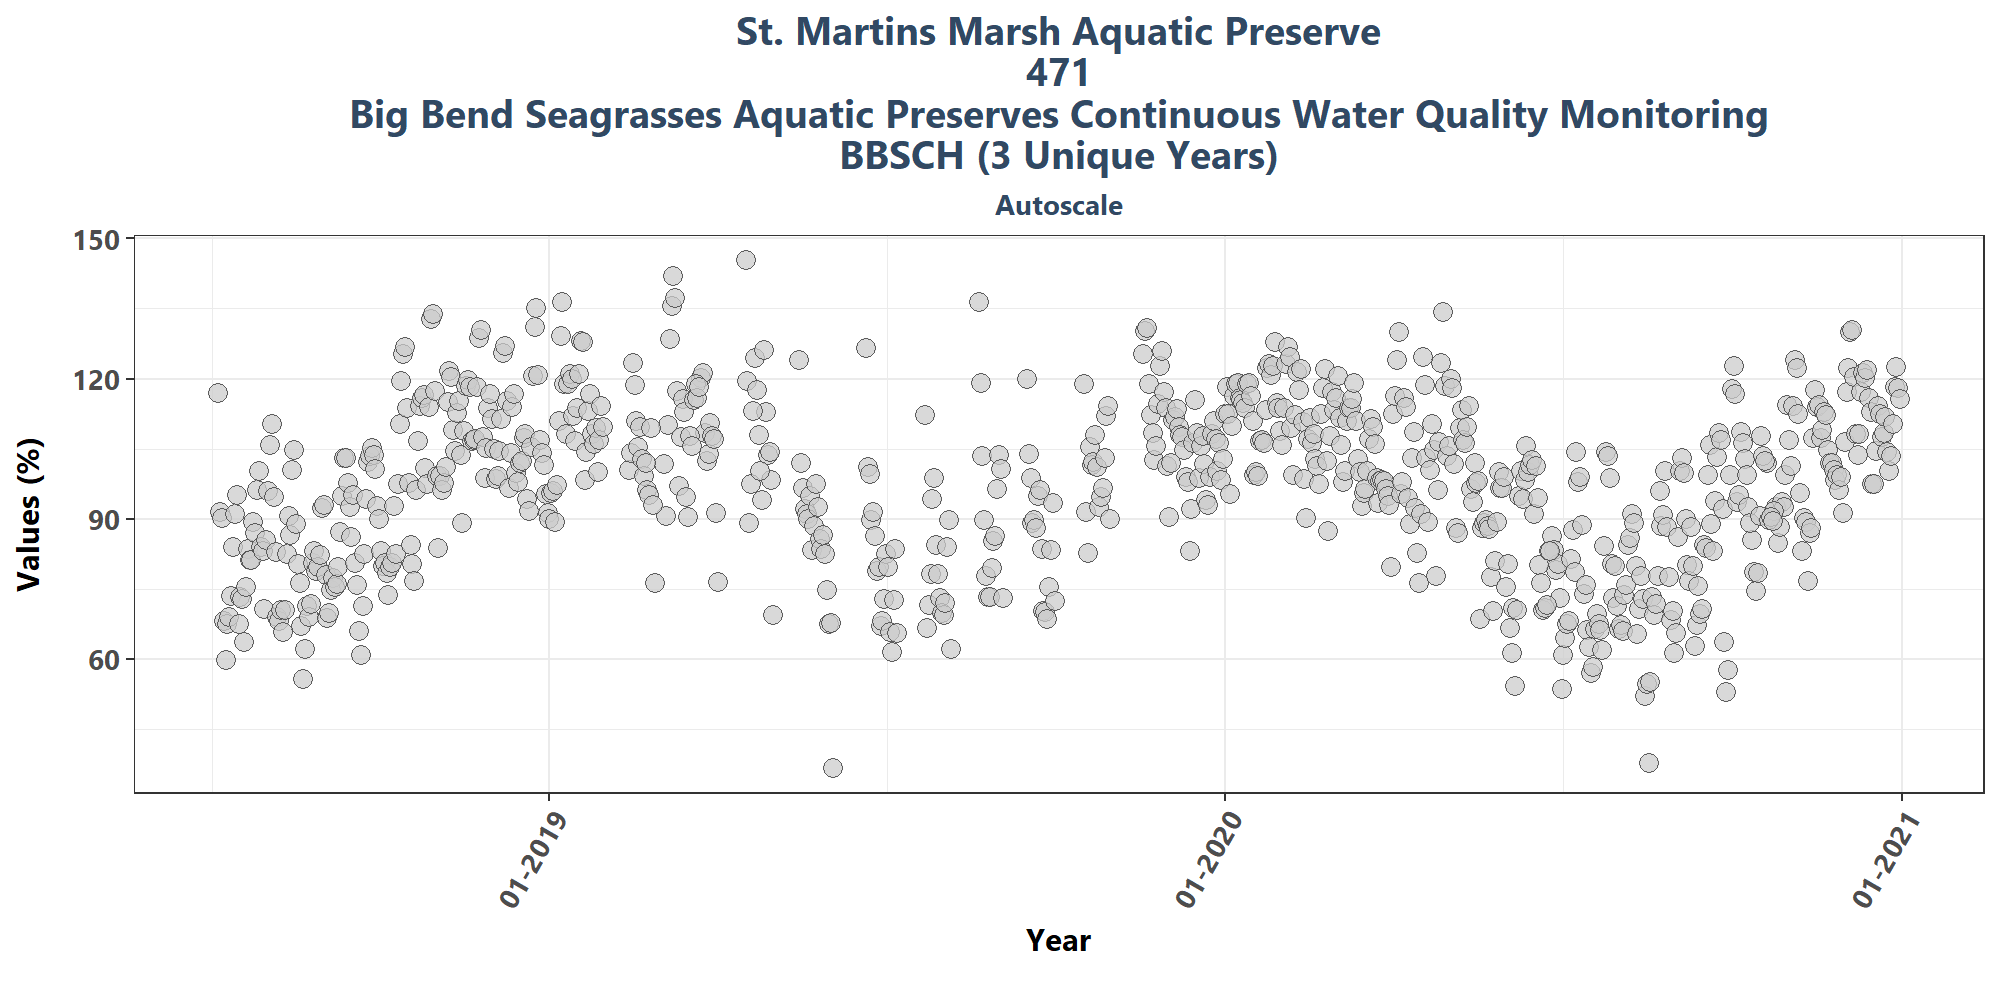 St. Martins Marsh Aquatic Preserve
471
Big Bend Seagrasses Aquatic Preserves Continuous Water Quality Monitoring
BBSCH (3 Unique Years)
Autoscale
150
120
90
60
Values (%)
01-2019
01-2020
01-2021
Year